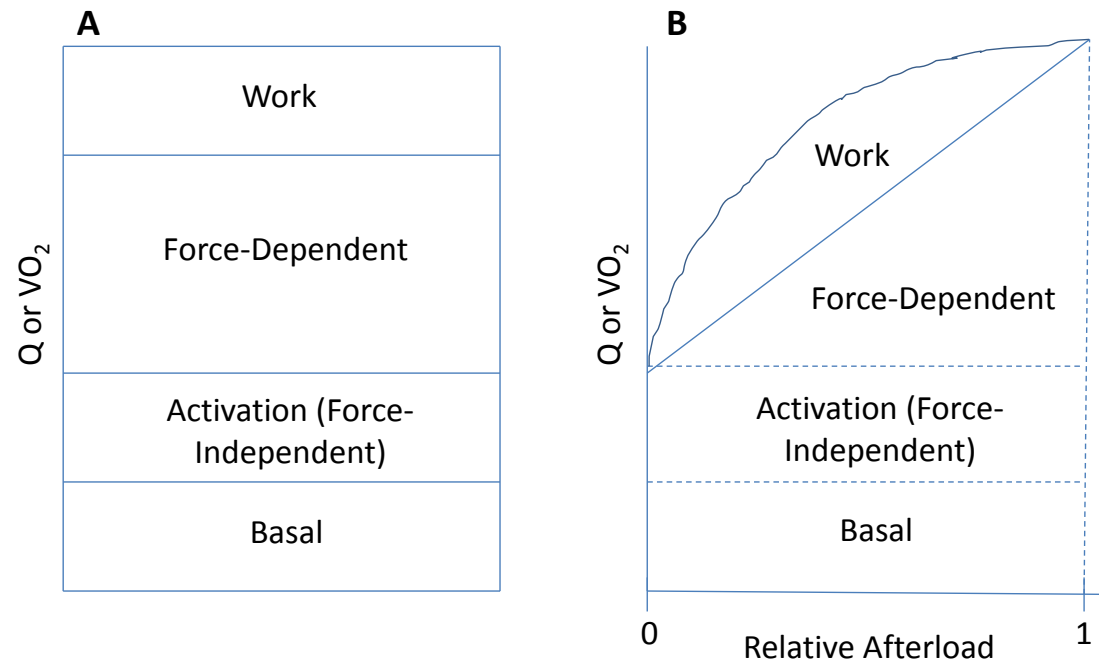 A
Work
Force-Dependent
Activation (Force-
Independent)
Basal
Q or VO₂
B
Work
Force-Dependent
Activation (Force-
Independent)
Basal
Q or VO₂
0
1
Relative Afterload